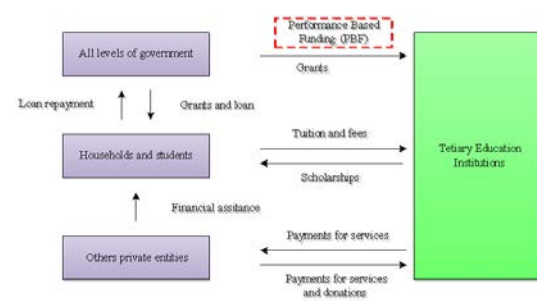 Performance Based
Funding (PBF)
All levels of government
Grants
Loan repayment
Grants and loan
Tuition and fees
Households and students
Tetiary Education
Institutions
Scholarships
Financial assitance
Payments for services
Others private entities
Payments for services
and donations